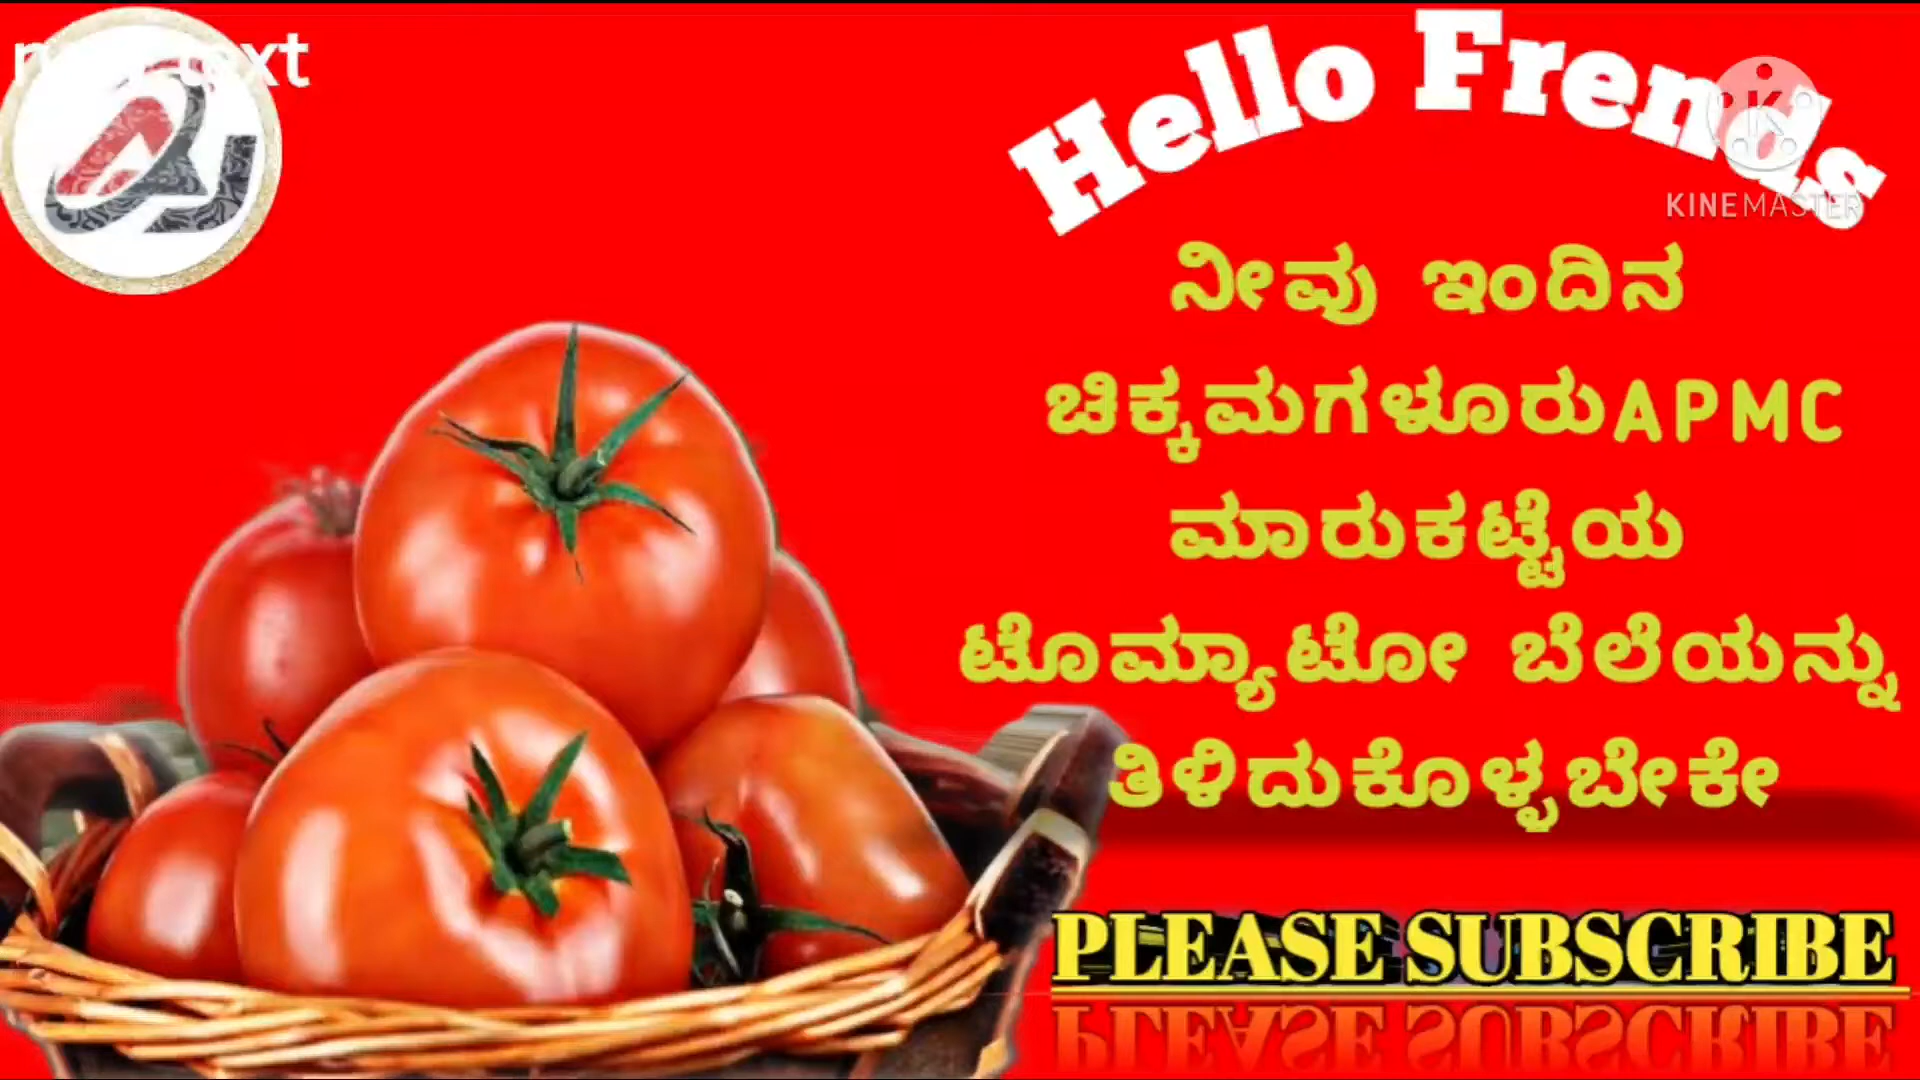 Hello Frends
KINEMASTER
ನೀವು ಇಂದಿನ
ಚಿಕ್ಕಮಗಳೂರುAPMC
ಮಾರುಕಟ್ಟೆಯ
ಟೊಮ್ಯಾಟೋ ಬೆಲೆಯನ್ನು
ತಿಳಿದುಕೊಳ್ಳಬೇಕೇ
PLEASE SUBSCRIBE